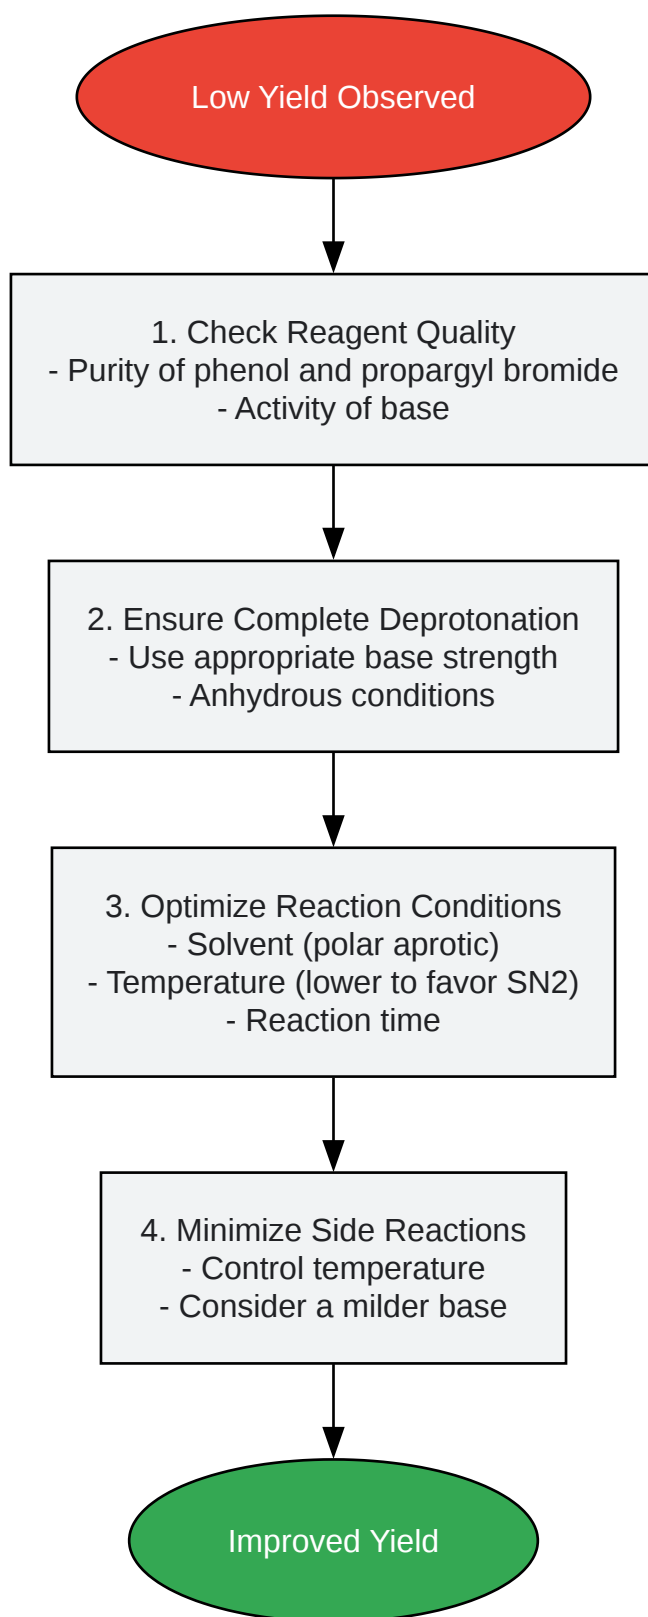 Low Yield Observed
1. Check Reagent Quality
- Purity of phenol and propargyl bromide
- Activity of base
2. Ensure Complete Deprotonation
- Use appropriate base strength
- Anhydrous conditions
3. Optimize Reaction Conditions
- Solvent (polar aprotic)
- Temperature (lower to favor SN2)
- Reaction time
4. Minimize Side Reactions
- Control temperature
- Consider a milder base
Improved Yield